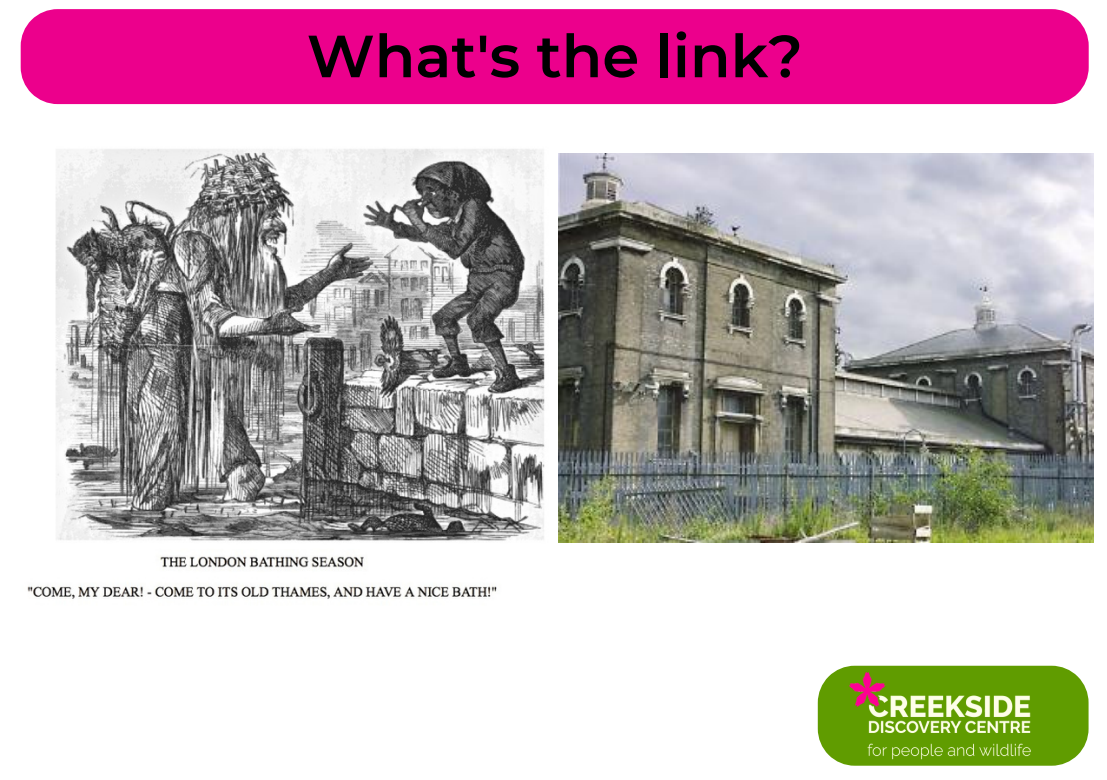 What's the link?
THE LONDON BATHING SEASON
"COME, MY DEAR! - COME TO ITS OLD THAMES, AND HAVE A NICE BATH!"
CREEKSIDE
DISCOVERY CENTRE
for people and wildlife